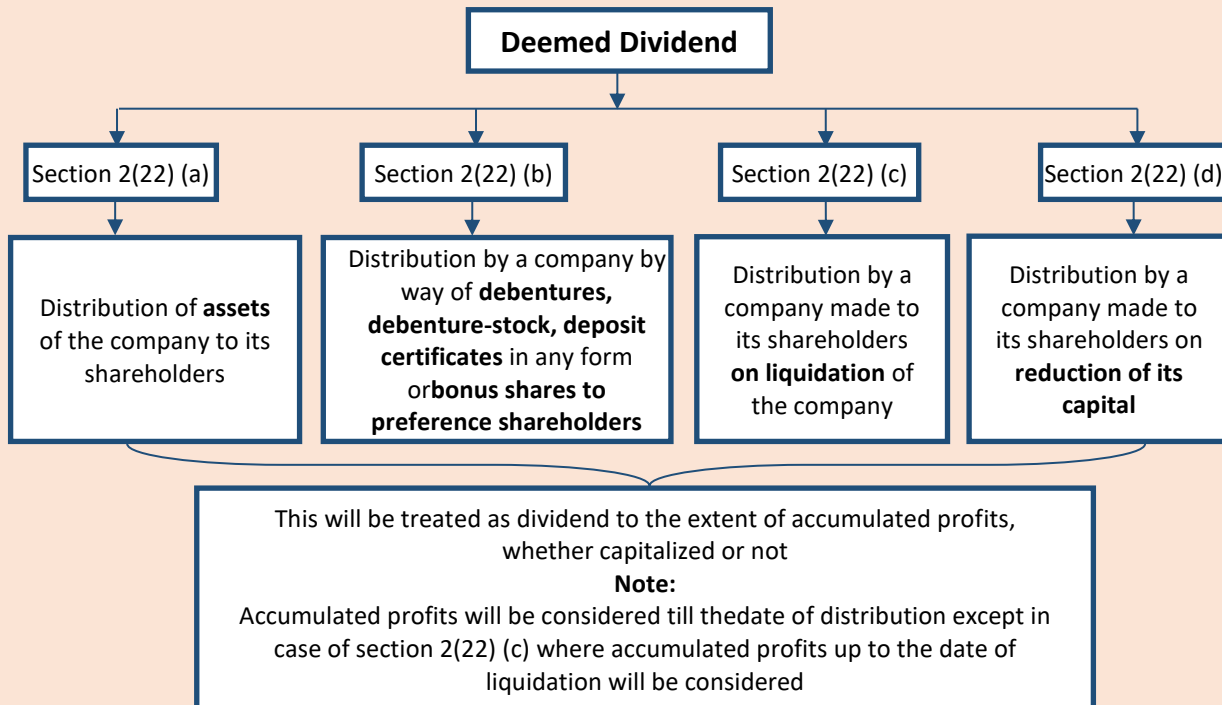 Deemed Dividend
Section 2(22) (a)
Section 2(22) (b)
Section 2(22) (c)
Section 2(22) (d)
Distribution of assets
of the company to its
shareholders
Distribution by a company by
way of debentures,
debenture-stock, deposit
certificates in any form
orbonus shares to
preference shareholders
Distribution by a
company made to
its shareholders
on liquidation of
the company
Distribution by a
company made to
its shareholders on
reduction of its
capital
This will be treated as dividend to the extent of accumulated profits,
whether capitalized or not
Note:
Accumulated profits will be considered till thedate of distribution except in
case of section 2(22) (c) where accumulated profits up to the date of
liquidation will be considered